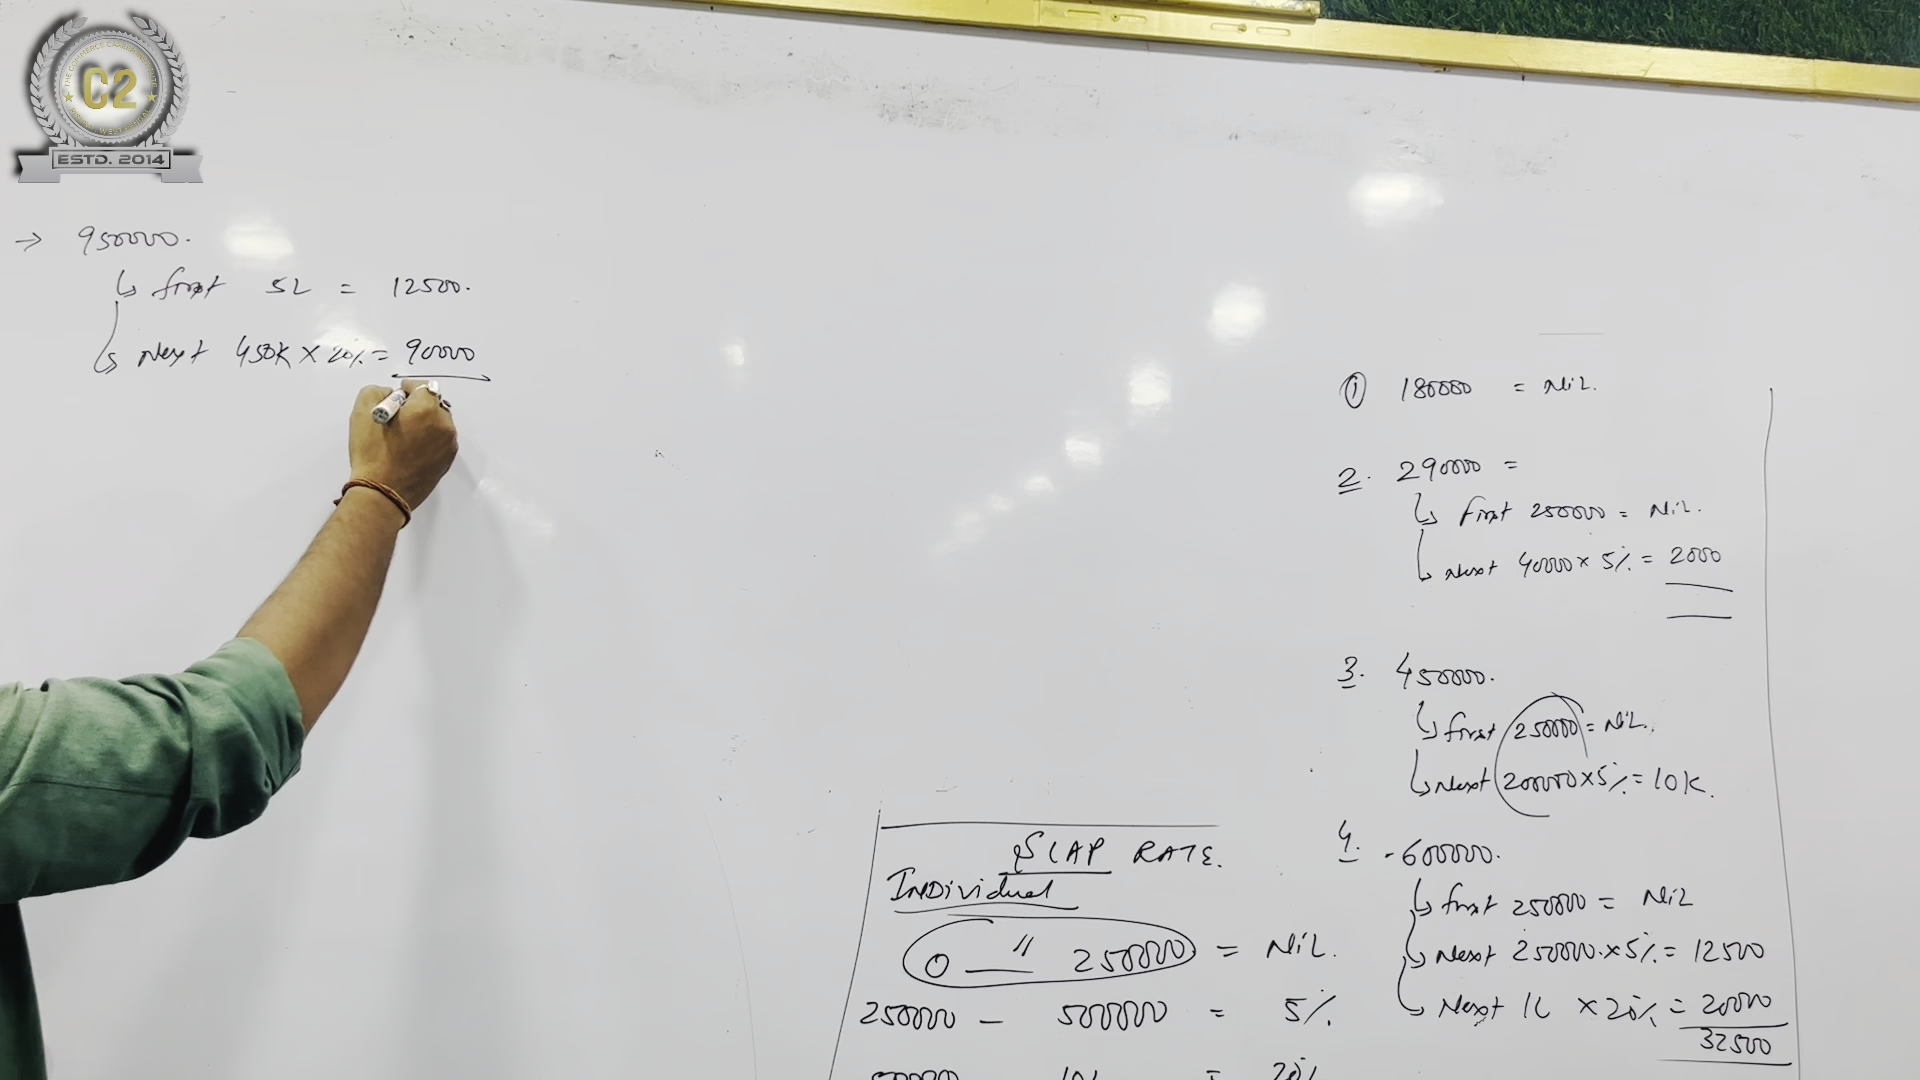 C2
ESTD. 2014
→ 950000.
↳ first 5L = 12500.
↳ Next 450K X 20% = 90000
① 180000 = NiL.
2. 290000 =
↳ first 250000 = NiL.
↳ Next 40000 x 5% = 2000
3. 450000.
↳ first 250000 = NiL.
↳ Next 200000 x 5% = 10K.
4. - 600000.
↳ first 250000 = NiL
↳ Next 250000 x 5% = 12500
↳ Next 1L x 20% = 20000
32500
SLAP RATE.
INDividual
0 — " 250000 = NiL.
250000 — 500000 = 5%